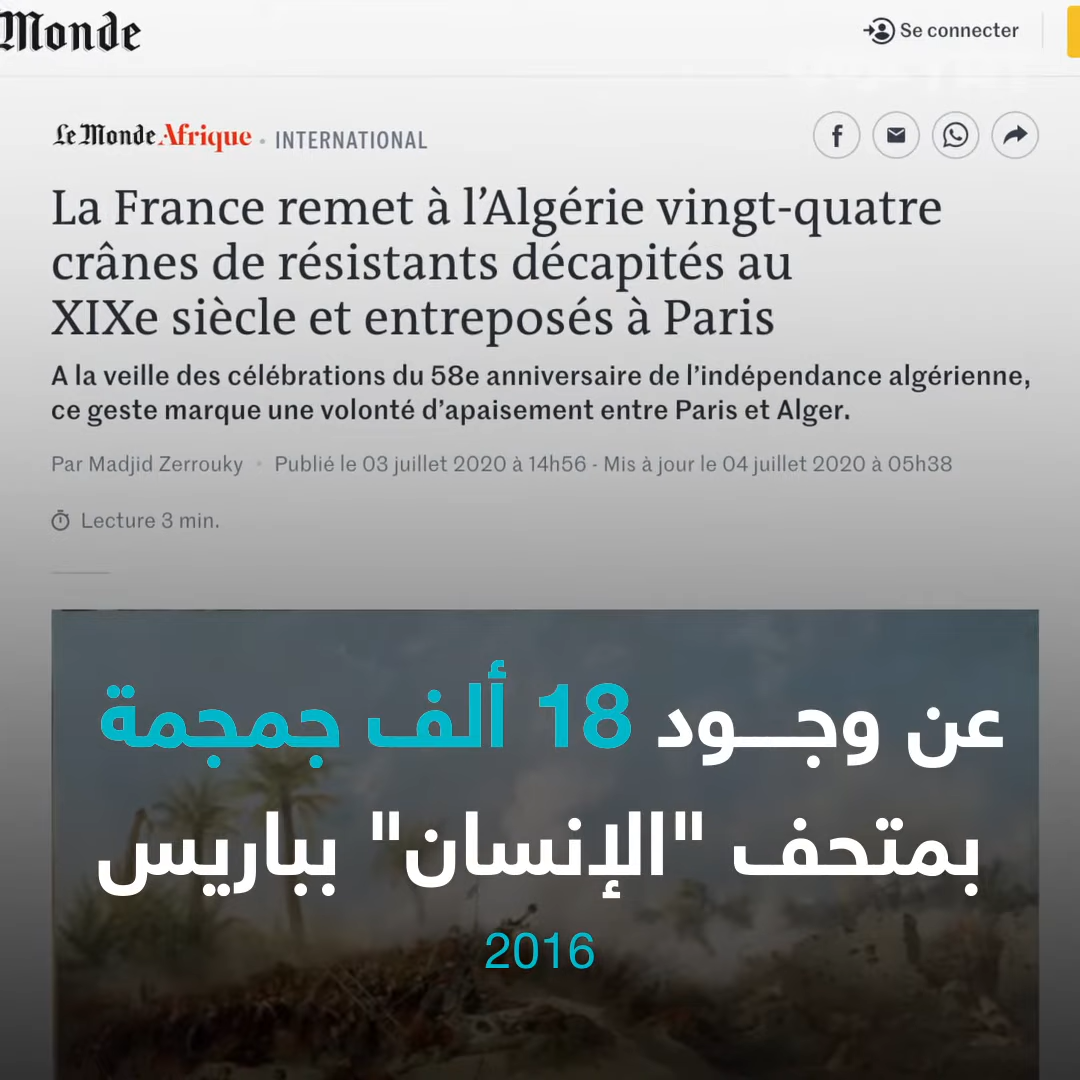 Monde
Se connecter
Le Monde Afrique • INTERNATIONAL
La France remet à l’Algérie vingt-quatre
crânes de résistants décapités au
XIXe siècle et entreposés à Paris
A la veille des célébrations du 58e anniversaire de l’indépendance algérienne,
ce geste marque une volonté d’apaisement entre Paris et Alger.
Par Madjid Zerrouky • Publié le 03 juillet 2020 à 14h56 - Mis à jour le 04 juillet 2020 à 05h38
Lecture 3 min.
عن وجـــود 18 ألف جمجمة
بمتحف "الإنسان" بباريس
2016